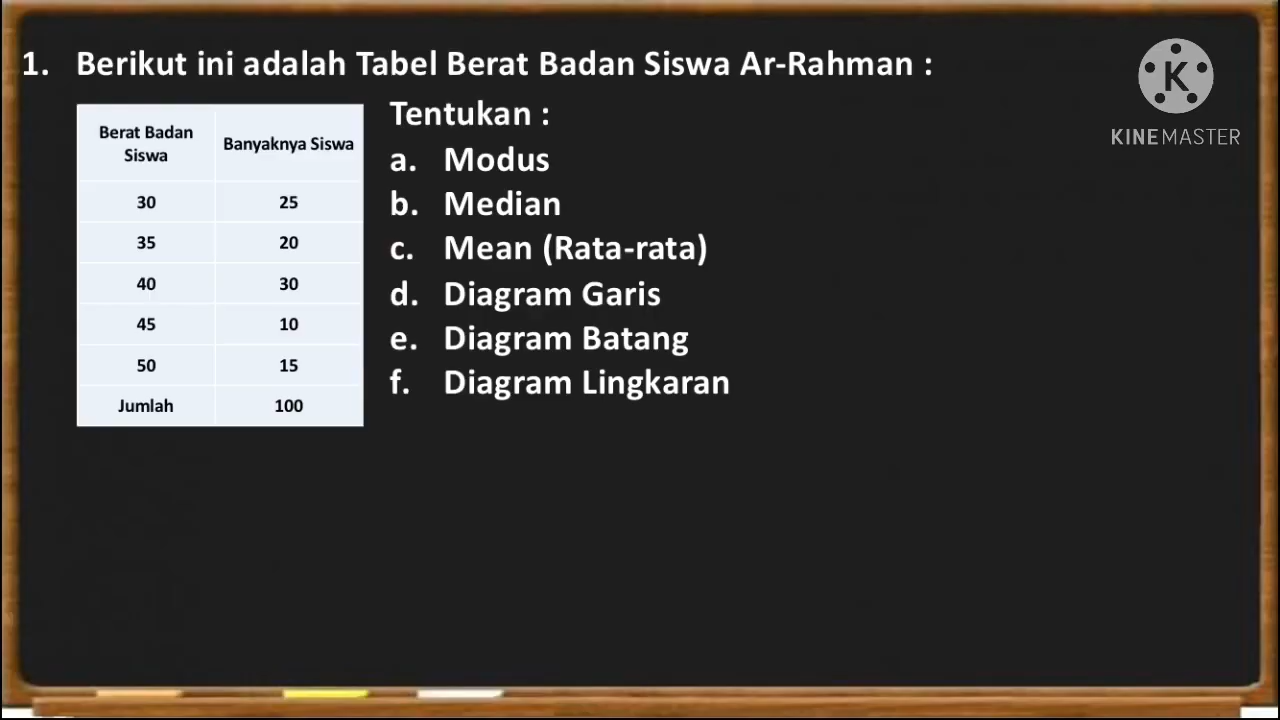 1. Berikut ini adalah Tabel Berat Badan Siswa Ar-Rahman :
Berat Badan Siswa Banyaknya Siswa
30 25
35 20
40 30
45 10
50 15
Jumlah 100
Tentukan :
a. Modus
b. Median
c. Mean (Rata-rata)
d. Diagram Garis
e. Diagram Batang
f. Diagram Lingkaran
K
KINEMASTER